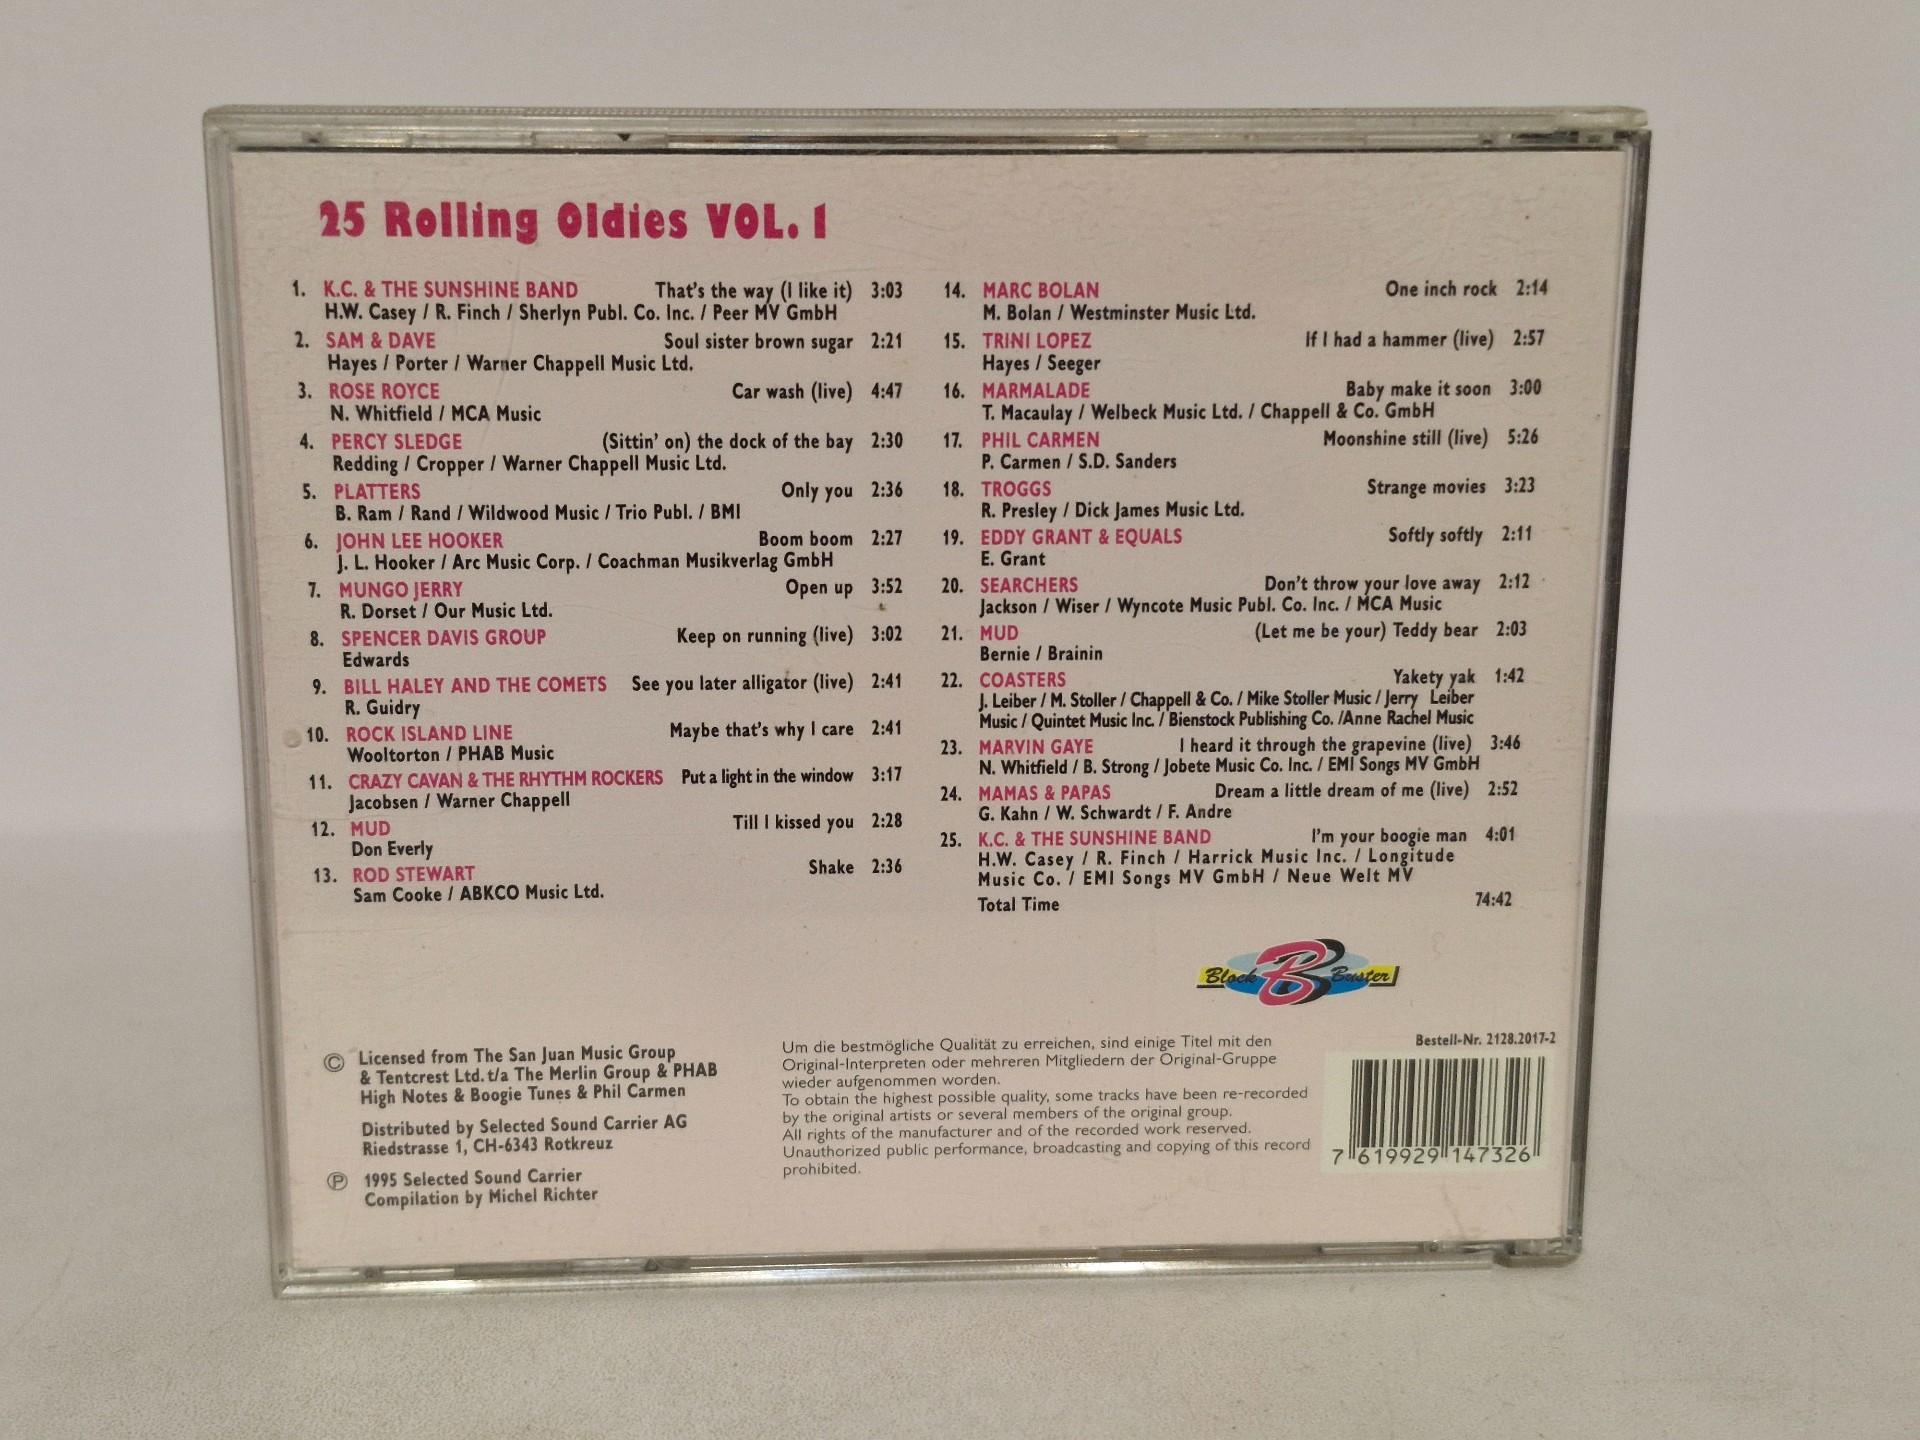 25 Rolling Oldies VOL. 1
1. K.C. & THE SUNSHINE BAND That's the way (I like it) 3:03
H.W. Casey / R. Finch / Sherlyn Publ. Co. Inc. / Peer MV GmbH
2. SAM & DAVE Soul sister brown sugar 2:21
Hayes / Porter / Warner Chappell Music Ltd.
3. ROSE ROYCE Car wash (live) 4:47
N. Whitfield / MCA Music
4. PERCY SLEDGE (Sittin' on) the dock of the bay 2:30
Redding / Cropper / Warner Chappell Music Ltd.
5. PLATTERS Only you 2:36
B. Ram / Rand / Wildwood Music / Trio Publ. / BMI
6. JOHN LEE HOOKER Boom boom 2:27
J. L. Hooker / Arc Music Corp. / Coachman Musikverlag GmbH
7. MUNGO JERRY Open up 3:52
R. Dorset / Our Music Ltd.
8. SPENCER DAVIS GROUP Keep on running (live) 3:02
Edwards
9. BILL HALEY AND THE COMETS See you later alligator (live) 2:41
R. Guidry
10. ROCK ISLAND LINE Maybe that's why I care 2:41
Wooltorton / PHAB Music
11. CRAZY CAVAN & THE RHYTHM ROCKERS Put a light in the window 3:17
Jacobsen / Warner Chappell
12. MUD Till I kissed you 2:28
Don Everly
13. ROD STEWART Shake 2:36
Sam Cooke / ABKCO Music Ltd.
14. MARC BOLAN One inch rock 2:14
M. Bolan / Westminster Music Ltd.
15. TRINI LOPEZ If I had a hammer (live) 2:57
Hayes / Seeger
16. MARMALADE Baby make it soon 3:00
T. Macaulay / Welbeck Music Ltd. / Chappell & Co. GmbH
17. PHIL CARMEN Moonshine still (live) 5:26
P. Carmen / S.D. Sanders
18. TROGGS Strange movies 3:23
R. Presley / Dick James Music Ltd.
19. EDDY GRANT & EQUALS Softly softly 2:11
E. Grant
20. SEARCHERS Don't throw your love away 2:12
Jackson / Wiser / Wyncote Music Publ. Co. Inc. / MCA Music
21. MUD (Let me be your) Teddy bear 2:03
Bernie / Brainin
22. COASTERS Yakety yak 1:42
J. Leiber / M. Stoller / Chappell & Co. / Mike Stoller Music / Jerry Leiber
Music / Quintet Music Inc. / Bienstock Publishing Co. /Anne Rachel Music
23. MARVIN GAYE I heard it through the grapevine (live) 3:46
N. Whitfield / B. Strong / Jobete Music Co. Inc. / EMI Songs MV GmbH
24. MAMAS & PAPAS Dream a little dream of me (live) 2:52
G. Kahn / W. Schwardt / F. Andre
25. K.C. & THE SUNSHINE BAND I'm your boogie man 4:01
H.W. Casey / R. Finch / Harrick Music Inc. / Longitude
Music Co. / EMI Songs MV GmbH / Neue Welt MV
Total Time 74:42
Block B Buster
© Licensed from The San Juan Music Group
& Tentcrest Ltd. t/a The Merlin Group & PHAB
High Notes & Boogie Tunes & Phil Carmen
Distributed by Selected Sound Carrier AG
Riedstrasse 1, CH-6343 Rotkreuz
℗ 1995 Selected Sound Carrier
Compilation by Michel Richter
Um die bestmögliche Qualität zu erreichen, sind einige Titel mit den
Original-Interpreten oder mehreren Mitgliedern der Original-Gruppe
wieder aufgenommen worden.
To obtain the highest possible quality, some tracks have been re-recorded
by the original artists or several members of the original group.
All rights of the manufacturer and of the recorded work reserved.
Unauthorized public performance, broadcasting and copying of this record
prohibited.
Bestell-Nr. 2128.2017-2
7 619929 147326